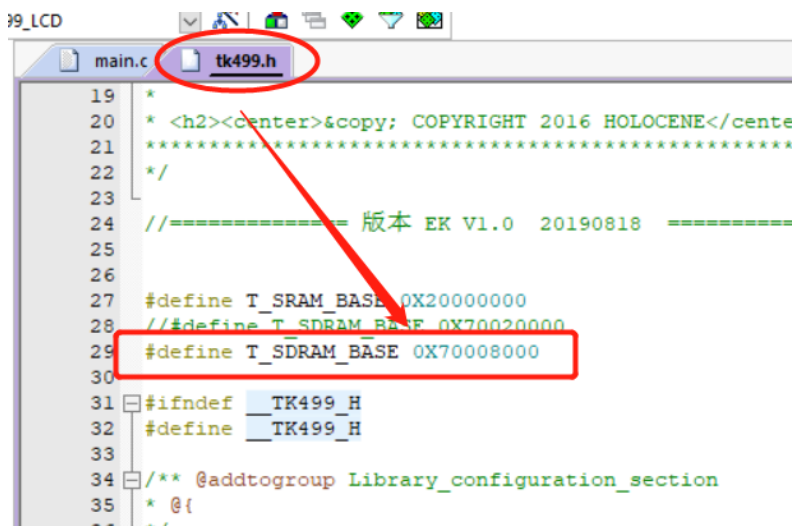 99_LCD
main.c
tk499.h
19 *
20 * <h2><center>&copy; COPYRIGHT 2016 HOLOCENE</cente
21 **************************************************
22 */
23
24 //============== 版本 EK V1.0 20190818 ==========
25
26
27 #define T_SRAM_BASE 0X20000000
28 //#define T_SDRAM_BASE 0X70020000
29 #define T_SDRAM_BASE 0X70008000
30
31 #ifndef __TK499_H
32 #define __TK499_H
33
34 /** @addtogroup Library_configuration_section
35 * @{